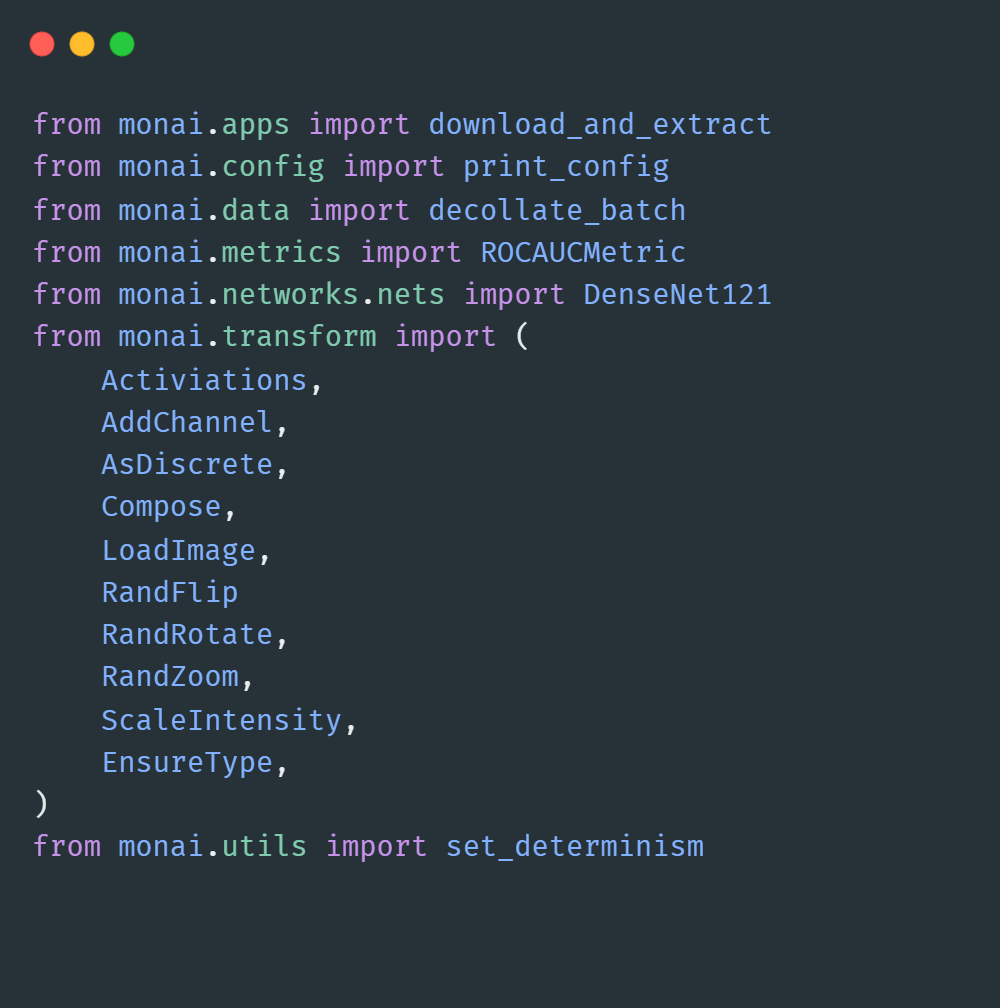 from monai.apps import download_and_extract
from monai.config import print_config
from monai.data import decollate_batch
from monai.metrics import ROCAUCMetric
from monai.networks.nets import DenseNet121
from monai.transform import (
    Activiations,
    AddChannel,
    AsDiscrete,
    Compose,
    LoadImage,
    RandFlip
    RandRotate,
    RandZoom,
    ScaleIntensity,
    EnsureType,
)
from monai.utils import set_determinism